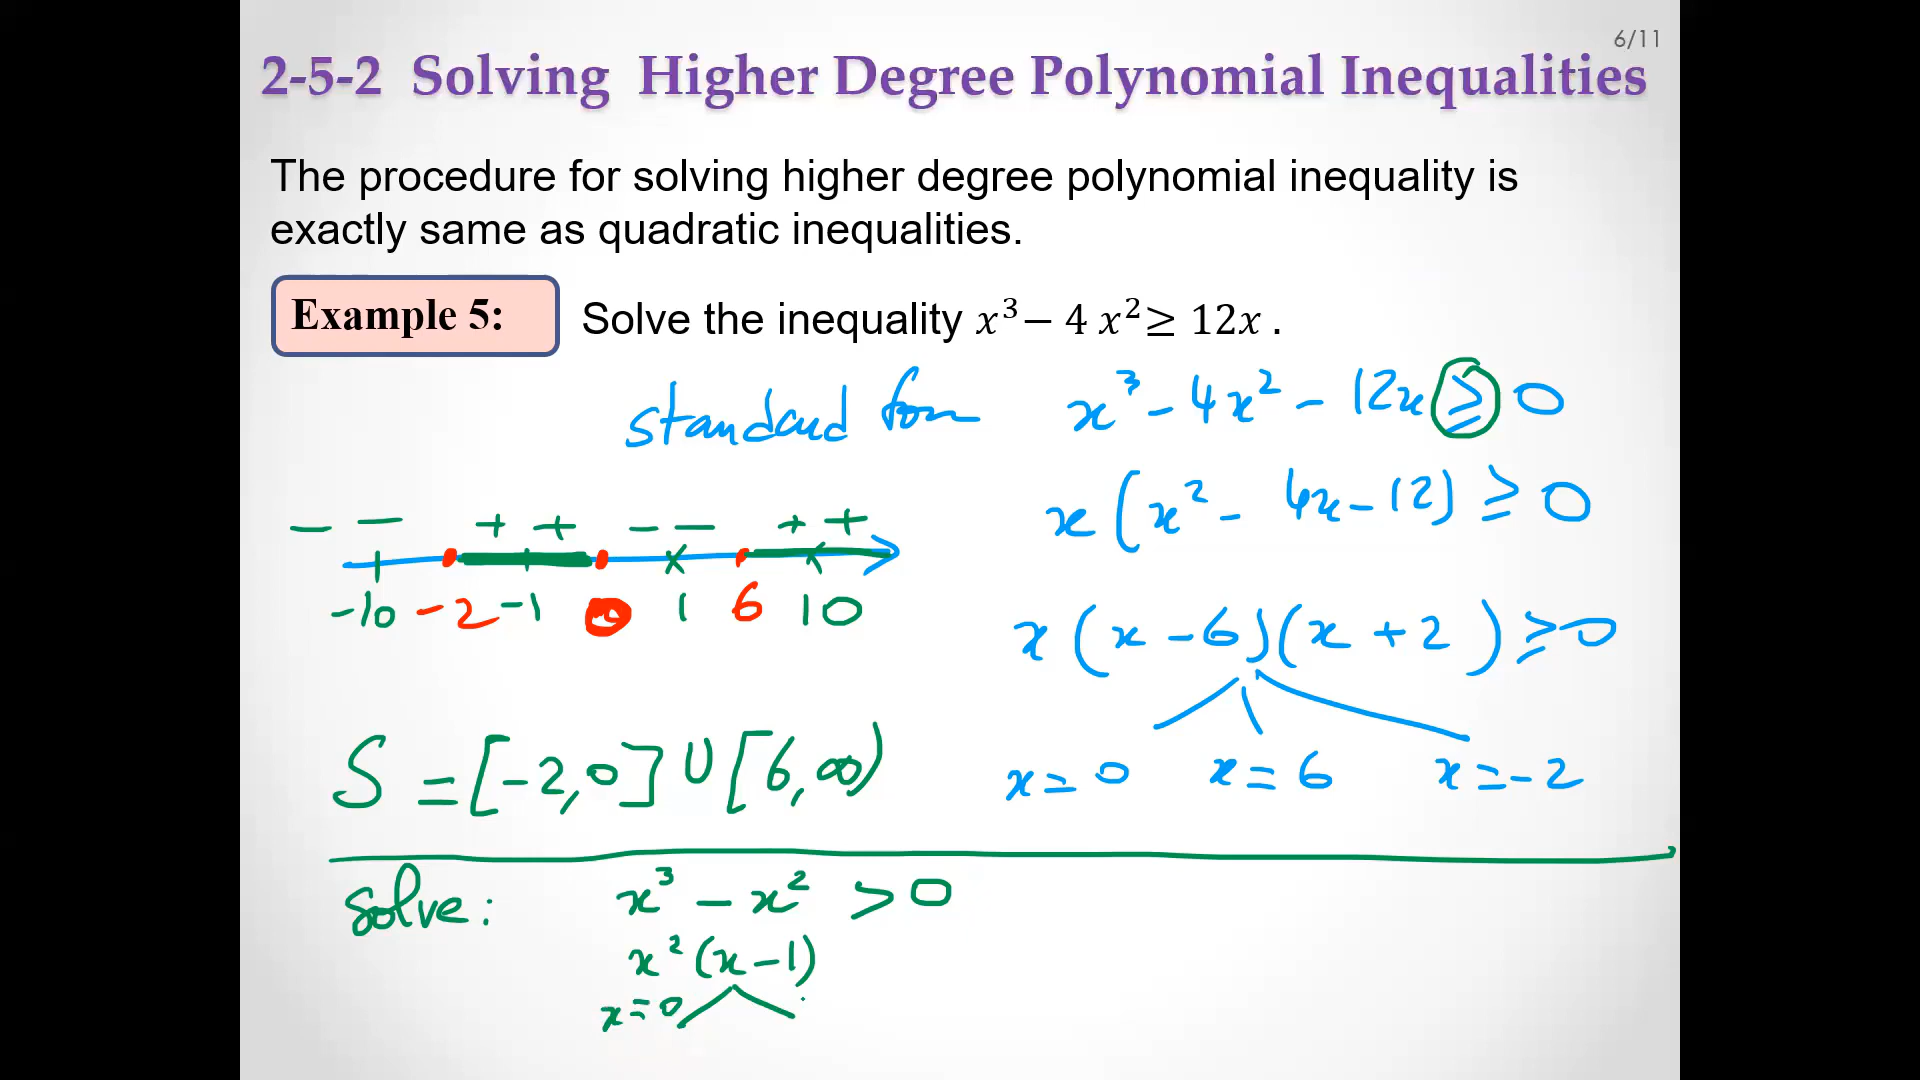 6/11
2-5-2 Solving Higher Degree Polynomial Inequalities
The procedure for solving higher degree polynomial inequality is
exactly same as quadratic inequalities.
Example 5: Solve the inequality x³− 4 x²≥ 12x .
standard form x³ − 4x² − 12x ≥ 0
x(x² − 4x − 12) ≥ 0
− − + + − − + +
-10 -2 -1 0 1 6 10
x(x − 6)(x + 2) ≥ 0
x = 0 x = 6 x = -2
S = [-2, 0] U [6, ∞)
solve: x³ − x² > 0
x²(x − 1)
x = 0